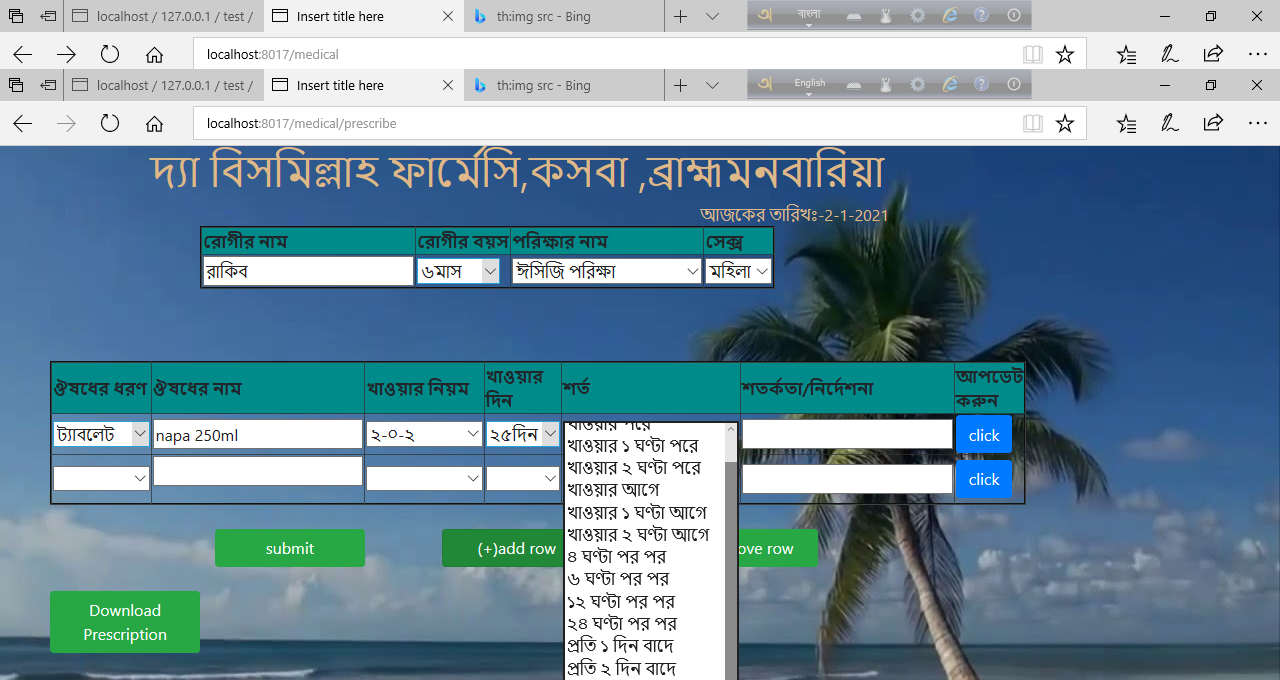 localhost / 127.0.0.1 / test / Insert title here th:img src - Bing বাংলা
localhost:8017/medical
localhost / 127.0.0.1 / test / Insert title here th:img src - Bing English
localhost:8017/medical/prescribe
দ্যা বিসমিল্লাহ ফার্মেসি,কসবা ,ব্রাহ্মমনবারিয়া
আজকের তারিখঃ-2-1-2021
রোগীর নাম রোগীর বয়স পরিক্ষার নাম সেক্স
রাকিব ৬মাস ঈসিজি পরিক্ষা মহিলা
ঔষধের ধরণ ঔষধের নাম খাওয়ার নিয়ম খাওয়ার দিন শর্ত শতর্কতা/নির্দেশনা আপডেট করুন
ট্যাবলেট napa 250ml ২-০-২ ২৫দিন click
click
খাওয়ার পরে
খাওয়ার ১ ঘণ্টা পরে
খাওয়ার ২ ঘণ্টা পরে
খাওয়ার আগে
খাওয়ার ১ ঘণ্টা আগে
খাওয়ার ২ ঘণ্টা আগে
৪ ঘণ্টা পর পর
৬ ঘণ্টা পর পর
১২ ঘণ্টা পর পর
২৪ ঘণ্টা পর পর
প্রতি ১ দিন বাদে
প্রতি ২ দিন বাদে
submit (+)add row ove row
Download
Prescription